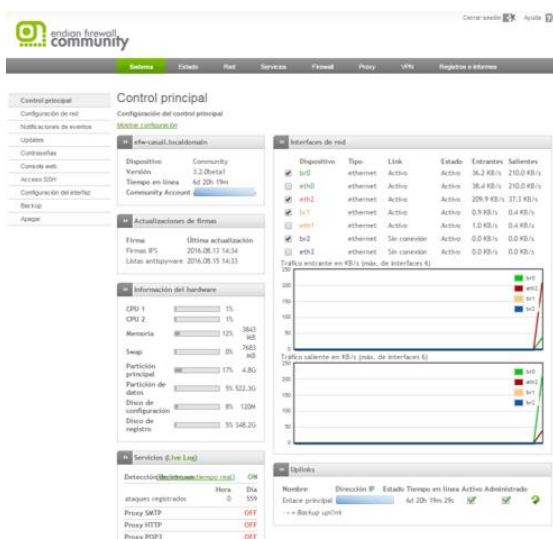 Cerrar sesión Ayuda
endian firewall
community
Sistema Estado Red Servicios Firewall Proxy VPN Registros e informes
Control principal
Configuración de red
Notificaciones de eventos
Updates
Contraseñas
Consola web
Acceso SSH
Configuración del interfaz
Backup
Apagar
Control principal
Configuración del control principal
Mostrar configuración
efw-casull.localdomain
Dispositivo Community
Versión 3.2.0beta1
Tiempo en línea 6d 20h 19m
Community Account
Actualizaciones de firmas
Firma Última actualización
Firmas IPS 2016.08.13 14:34
Listas antispyware 2016.08.15 14:33
Información del hardware
CPU 1 1%
CPU 2 1%
Memoria 12% 3843 MB
Swap 0% 7683 MB
Partición principal 17% 4.8G
Partición de datos 5% 522.3G
Disco de configuración 8% 120M
Disco de registro 5% 348.2G
Servicios (Live Log)
Detección tiempo real) ON
Hora Día
ataques registrados 0 559
Proxy SMTP OFF
Proxy HTTP OFF
Proxy POP3 OFF
Interfaces de red
Dispositivo Tipo Link Estado Entrantes Salientes
br0 ethernet Activo Activo 36.2 KB/s 210.0 KB/s
eth0 ethernet Activo Activo 38.4 KB/s 210.0 KB/s
eth2 ethernet Activo Activo 209.9 KB/s 37.3 KB/s
br1 ethernet Activo Activo 0.9 KB/s 0.4 KB/s
eth1 ethernet Activo Activo 1.0 KB/s 0.4 KB/s
br2 ethernet Sin conexión Activo 0.0 KB/s 0.0 KB/s
eth3 ethernet Sin conexión Activo 0.0 KB/s 0.0 KB/s
Tráfico entrante en KB/s (máx. de interfaces 6)
250
200
150
100
50
0
br0
eth2
br1
br2
Tráfico saliente en KB/s (máx. de interfaces 6)
250
200
150
100
50
0
br0
eth2
br1
br2
Uplinks
Nombre Dirección IP Estado Tiempo en línea Activo Administrado
Enlace principal 6d 20h 19m 29s
= Backup uplink